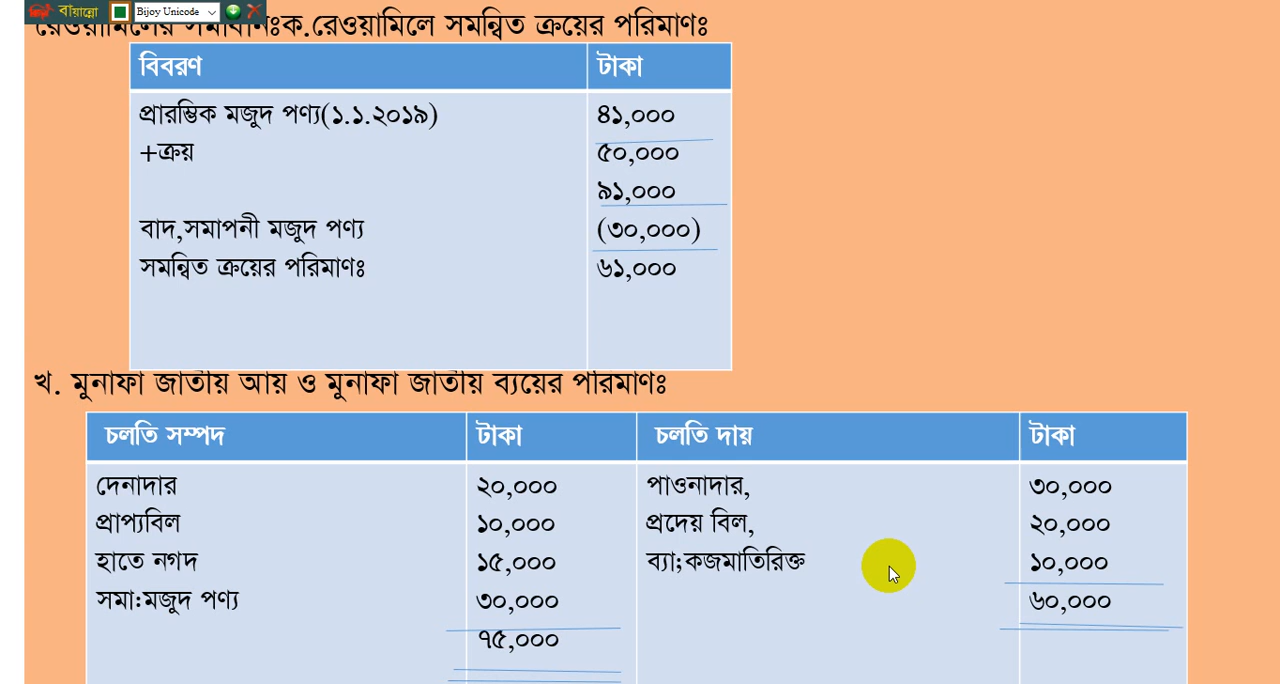 বায়ান্নো Bijoy Unicode
রেওয়ামিলের সমাধানঃক.রেওয়ামিলে সমন্বিত ক্রয়ের পরিমাণঃ
বিবরণ টাকা
প্রারম্ভিক মজুদ পণ্য(১.১.২০১৯) ৪১,০০০
+ক্রয় ৫০,০০০
৯১,০০০
বাদ,সমাপনী মজুদ পণ্য (৩০,০০০)
সমন্বিত ক্রয়ের পরিমাণঃ ৬১,০০০
খ. মুনাফা জাতীয় আয় ও মুনাফা জাতীয় ব্যয়ের পরিমাণঃ
চলতি সম্পদ টাকা চলতি দায় টাকা
দেনাদার ২০,০০০ পাওনাদার, ৩০,০০০
প্রাপ্যবিল ১০,০০০ প্রদেয় বিল, ২০,০০০
হাতে নগদ ১৫,০০০ ব্যা;কজমাতিরিক্ত ১০,০০০
সমা:মজুদ পণ্য ৩০,০০০ ৬০,০০০
৭৫,০০০